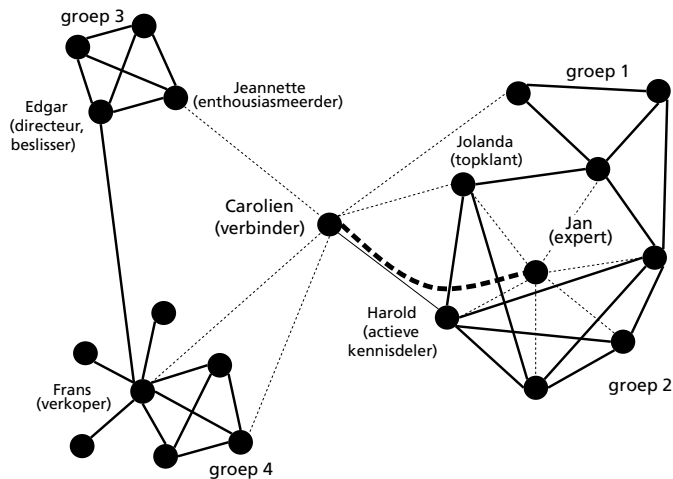 groep 3
groep 1
Jeannette
(enthousiasmeerder)
Edgar
(directeur,
beslisser)
Jolanda
(topklant)
Carolien
(verbinder)
Jan
(expert)
Harold
(actieve
kennisdeler)
Frans
(verkoper)
groep 2
groep 4